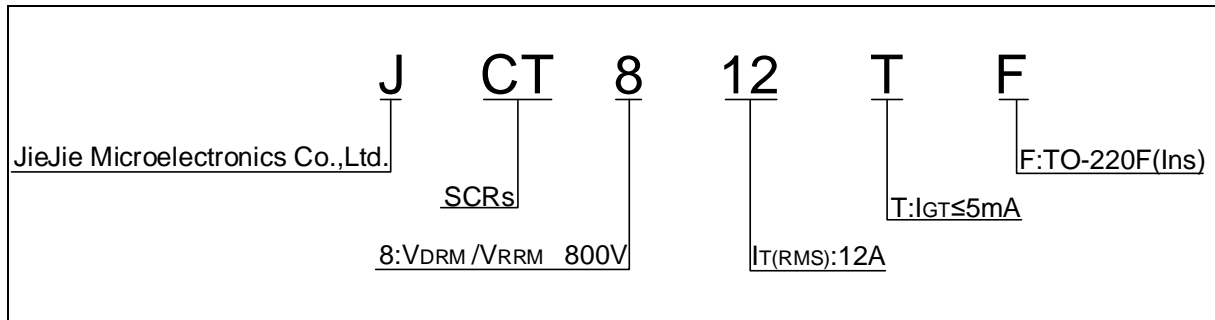 J CT 8 12 T F
JieJie Microelectronics Co.,Ltd.
F:TO-220F(Ins)
SCRs
T:IGT≤5mA
8:VDRM/VRRM 800V
IT(RMS):12A